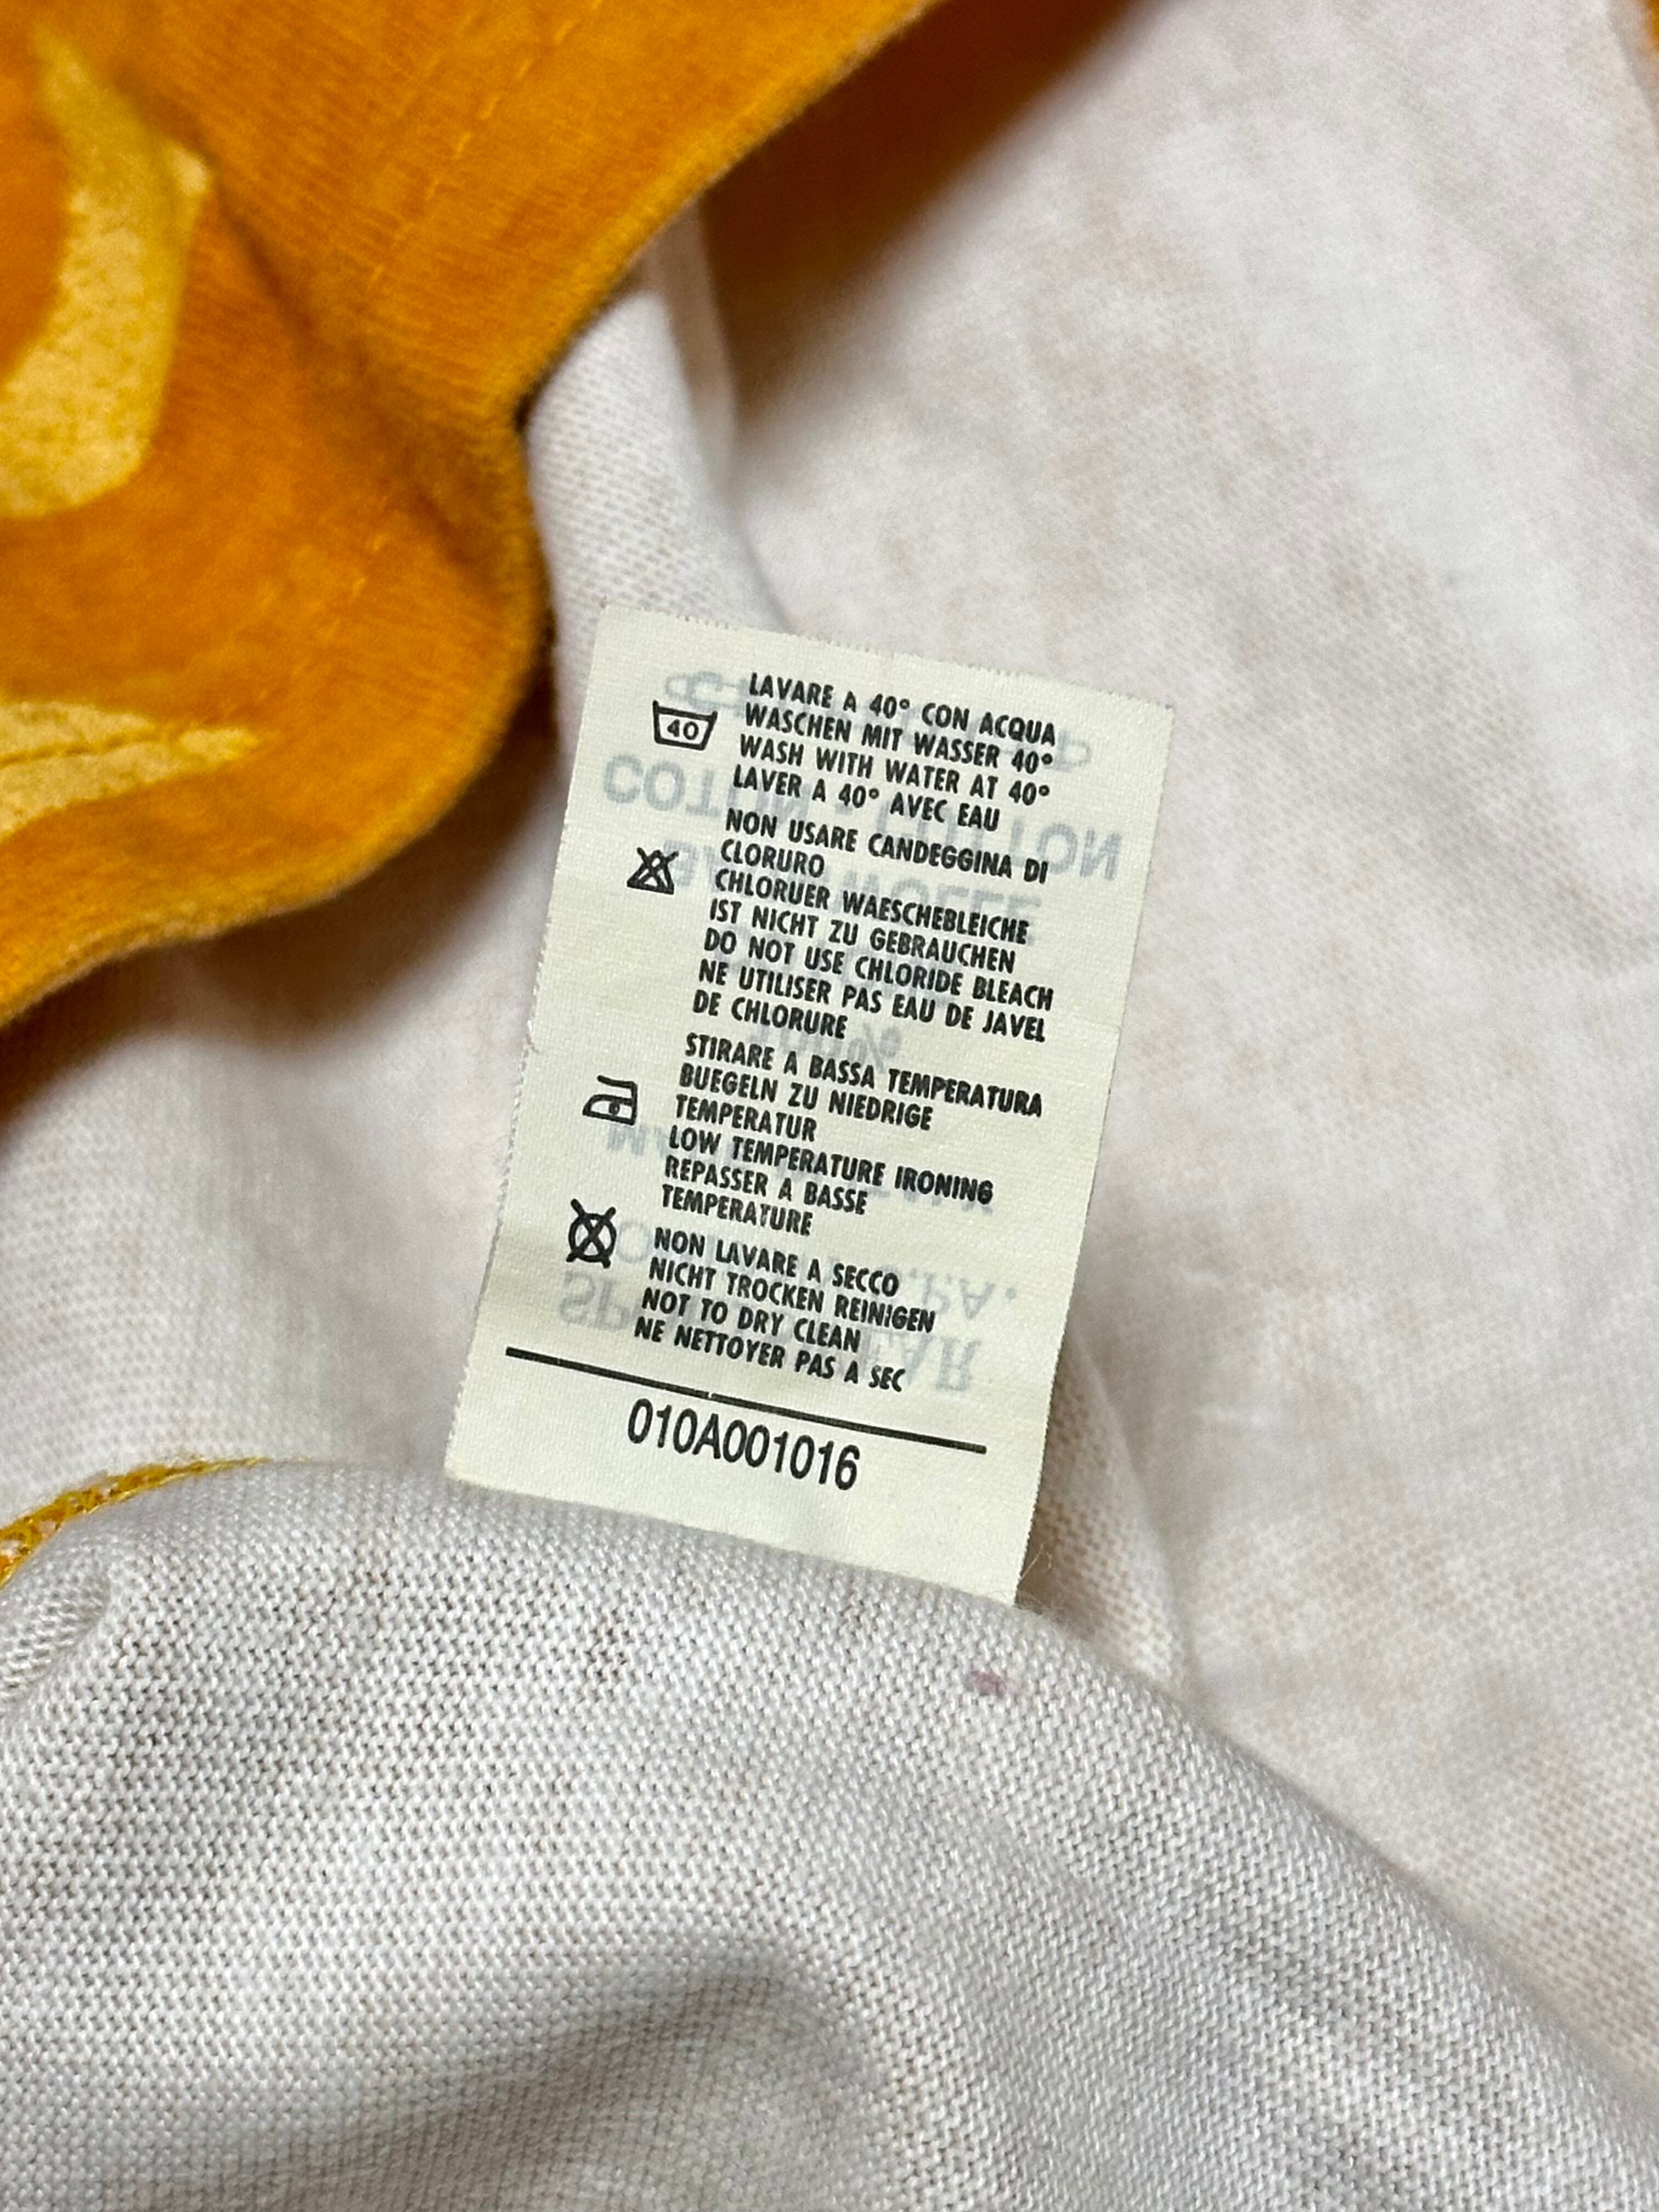 40
LAVARE A 40° CON ACQUA
WASCHEN MIT WASSER 40°
WASH WITH WATER AT 40°
LAVER A 40° AVEC EAU
NON USARE CANDEGGINA DI
CLORURO
CHLORUER WAESCHEBLEICHE
IST NICHT ZU GEBRAUCHEN
DO NOT USE CHLORIDE BLEACH
NE UTILISER PAS EAU DE JAVEL
DE CHLORURE
STIRARE A BASSA TEMPERATURA
BUEGELN ZU NIEDRIGE
TEMPERATUR
LOW TEMPERATURE IRONING
REPASSER A BASSE
TEMPERATURE
NON LAVARE A SECCO
NICHT TROCKEN REINIGEN
NOT TO DRY CLEAN
NE NETTOYER PAS A SEC
010A001016